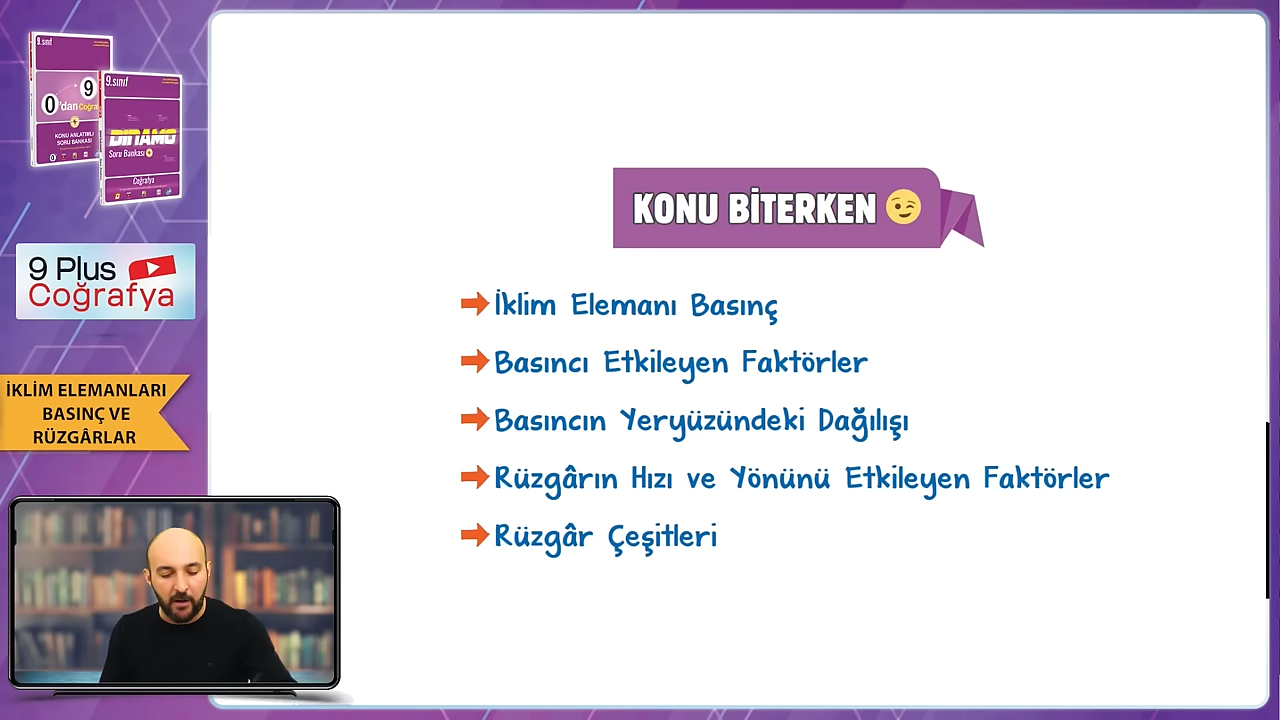 9.sınıf
0'dan 9
Coğra
KONU ANLATIMLI
SORU BANKASI
9.sınıf
DİNAMO
Soru Bankası
Coğrafya
9 Plus
Coğrafya
İKLİM ELEMANLARI
BASINÇ VE
RÜZGÂRLAR
KONU BİTERKEN
İklim Elemanı Basınç
Basıncı Etkileyen Faktörler
Basıncın Yeryüzündeki Dağılışı
Rüzgârın Hızı ve Yönünü Etkileyen Faktörler
Rüzgâr Çeşitleri